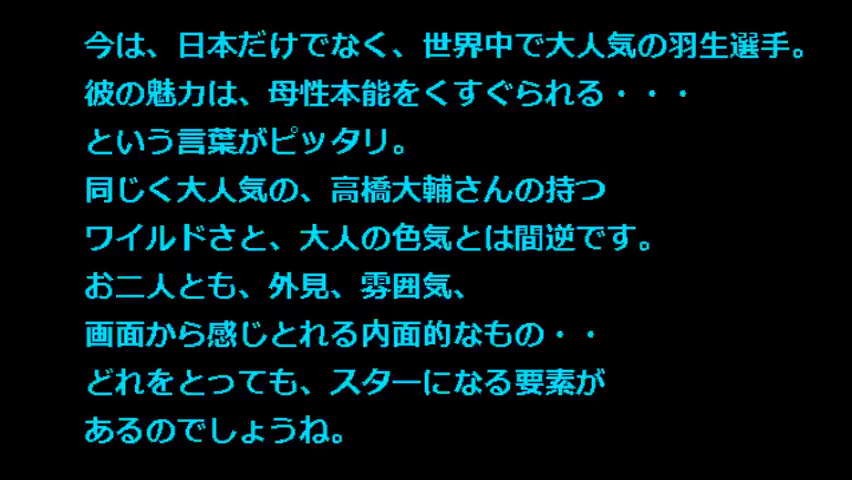 今は、日本だけでなく、世界中で大人気の羽生選手。
彼の魅力は、母性本能をくすぐられる・・・
という言葉がピッタリ。
同じく大人気の、高橋大輔さんの持つ
ワイルドさと、大人の色気とは間逆です。
お二人とも、外見、雰囲気、
画面から感じとれる内面的なもの・・
どれをとっても、スターになる要素が
あるのでしょうね。